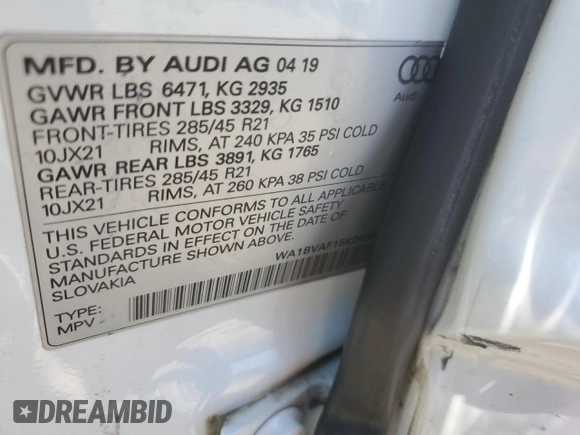 MFD. BY AUDI AG 04 19
GVWR LBS 6471, KG 2935
GAWR FRONT LBS 3329, KG 1510
FRONT-TIRES 285/45 R21
10JX21 RIMS, AT 240 KPA 35 PSI COLD
GAWR REAR LBS 3891, KG 1765
REAR-TIRES 285/45 R21
10JX21 RIMS, AT 260 KPA 38 PSI COLD
THIS VEHICLE CONFORMS TO ALL APPLICABLE
U.S. FEDERAL MOTOR VEHICLE SAFETY
STANDARDS IN EFFECT ON THE DATE OF
MANUFACTURE SHOWN ABOVE.
SLOVAKIA
TYPE:
MPV
Audi
DREAMBID